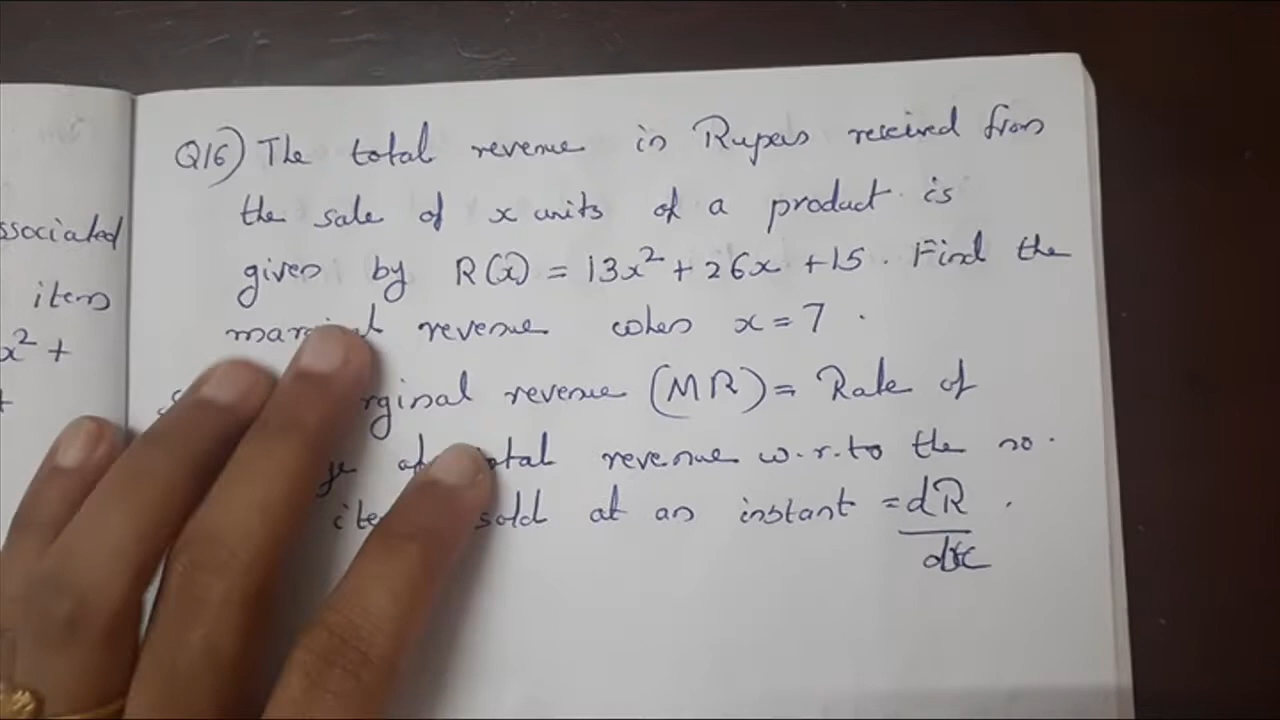 ssociated
items
x² +
Q16) The total revenue in Rupees received from
the sale of x units of a product is
given by R(x) = 13x² + 26x + 15. Find the
revenue when x = 7.
revenue (MR) = Rate of
revenue w.r.to the no.
sold at an instant = dR/dx.